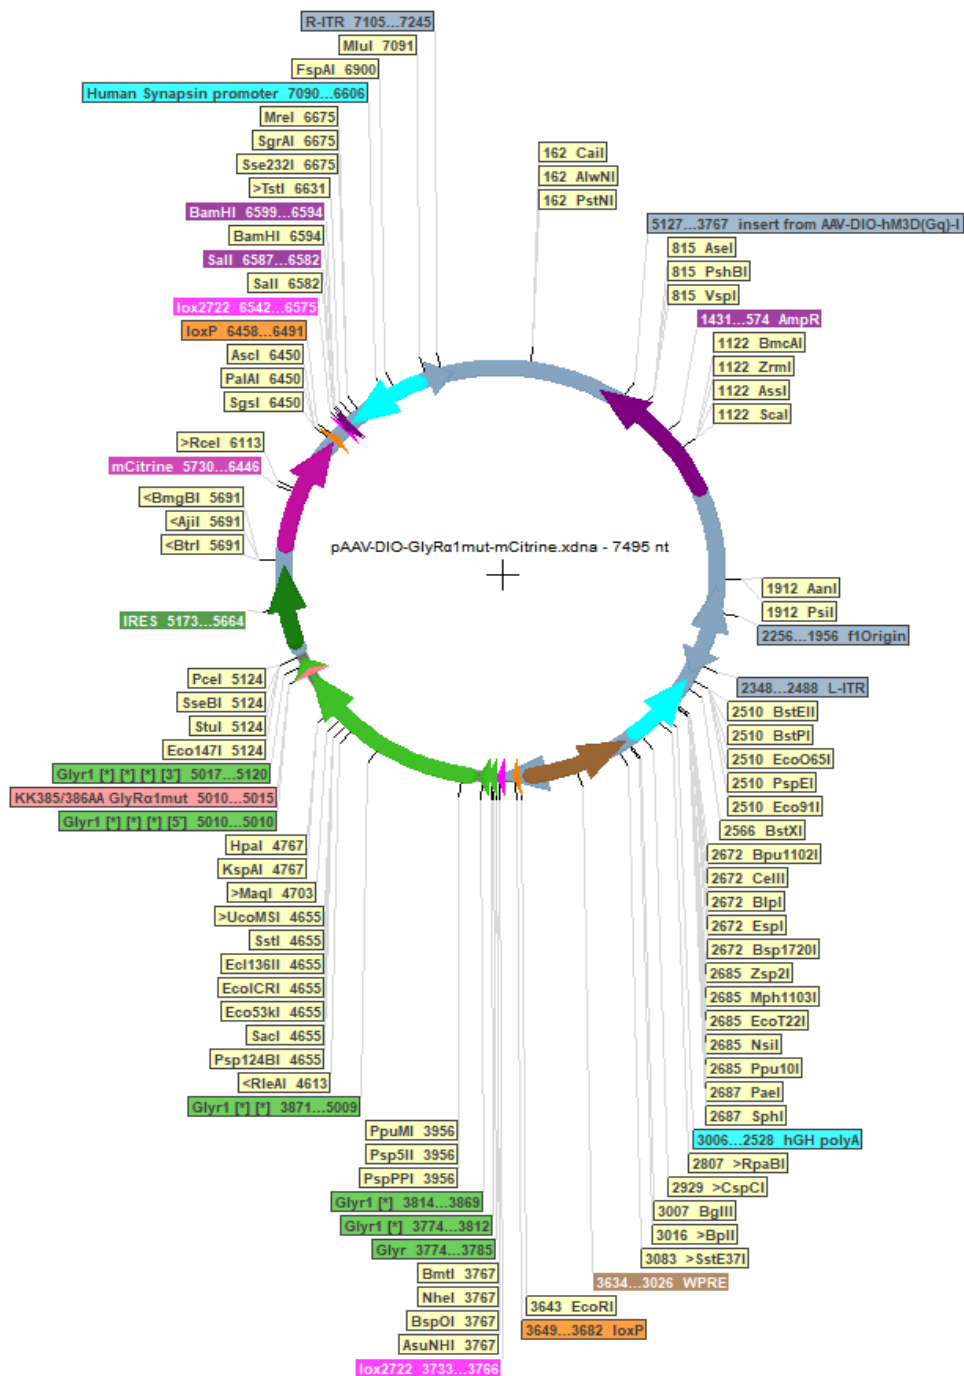 R-ITR 7105...7245
MluI 7091
FspAI 6900
Human Synapsin promoter 7090...6606
MreI 6675
SgrAI 6675
Sse232I 6675
>TstI 6631
BamHI 6599...6594
BamHI 6594
SalI 6587...6582
SalI 6582
lox2722 6542...6575
loxP 6458...6491
AscI 6450
PalAI 6450
SgsI 6450
>RceI 6113
mCitrine 5730...6446
<BmgBI 5691
<AjiI 5691
<BtrI 5691
IRES 5173...5664
PceI 5124
SseBI 5124
StuI 5124
Eco147I 5124
Glyr1 [*] [*] [*] [3'] 5017...5120
KK385/386AA GlyRα1mut 5010...5015
Glyr1 [*] [*] [*] [5'] 5010...5010
HpaI 4767
KspAI 4767
>MaqI 4703
>UcoMSI 4655
SstI 4655
Ecl136II 4655
EcoICRI 4655
Eco53kI 4655
SacI 4655
Psp124BI 4655
<RleAI 4613
Glyr1 [*] [*] 3871...5009
PpuMI 3956
Psp5II 3956
PspPPI 3956
Glyr1 [*] 3814...3869
Glyr1 [*] 3774...3812
Glyr 3774...3785
BmtI 3767
NheI 3767
BspOI 3767
AsuNHI 3767
lox2722 3733...3766
pAAV-DIO-GlyRα1mut-mCitrine.xdna - 7495 nt
162 CaiI
162 AlwNI
162 PstNI
5127...3767 insert from AAV-DIO-hM3D(Gq)-I
815 AseI
815 PshBI
815 VspI
1431...574 AmpR
1122 BmcAI
1122 ZrmI
1122 AssI
1122 ScaI
1912 AanI
1912 PsiI
2256...1956 f1Origin
2348...2488 L-ITR
2510 BstEII
2510 BstPI
2510 EcoO65I
2510 PspEI
2510 Eco91I
2566 BstXI
2672 Bpu1102I
2672 CelII
2672 BlpI
2672 EspI
2672 Bsp1720I
2685 Zsp2I
2685 Mph1103I
2685 EcoT22I
2685 NsiI
2685 Ppu10I
2687 PaeI
2687 SphI
3006...2528 hGH polyA
2807 >RpaBI
2929 >CspCI
3007 BglII
3016 >BplI
3083 >SstE37I
3634...3026 WPRE
3643 EcoRI
3649...3682 loxP